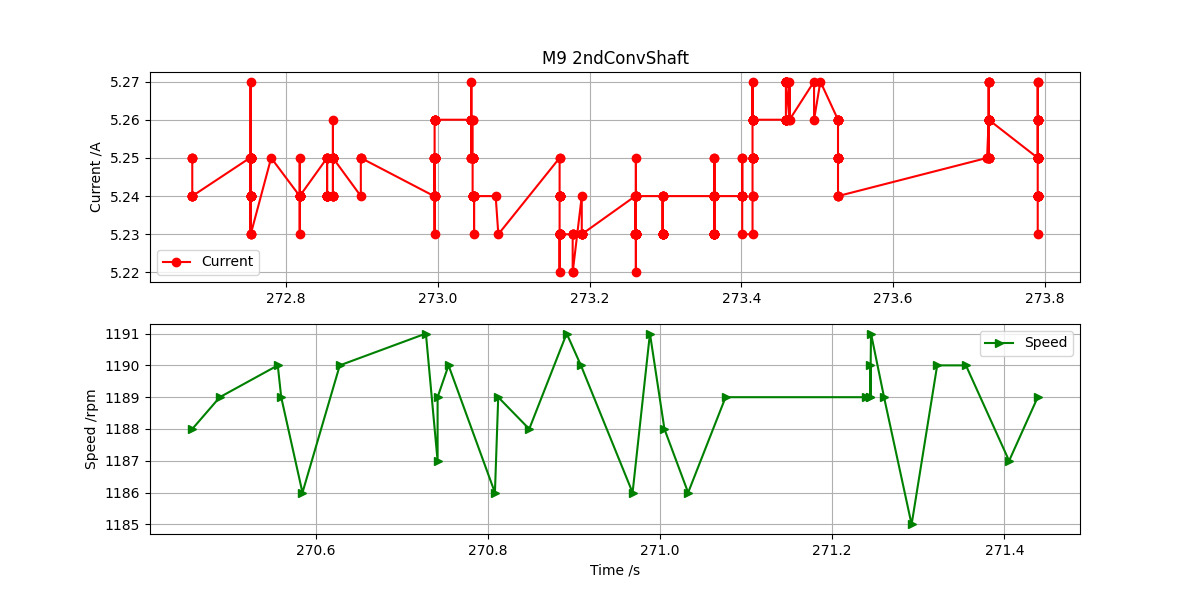 M9 2ndConvShaft
5.27
5.26
5.25
5.24
5.23
5.22
Current /A
Current
272.8 273.0 273.2 273.4 273.6 273.8
1191
1190
1189
1188
1187
1186
1185
Speed /rpm
Speed
270.6 270.8 271.0 271.2 271.4
Time /s